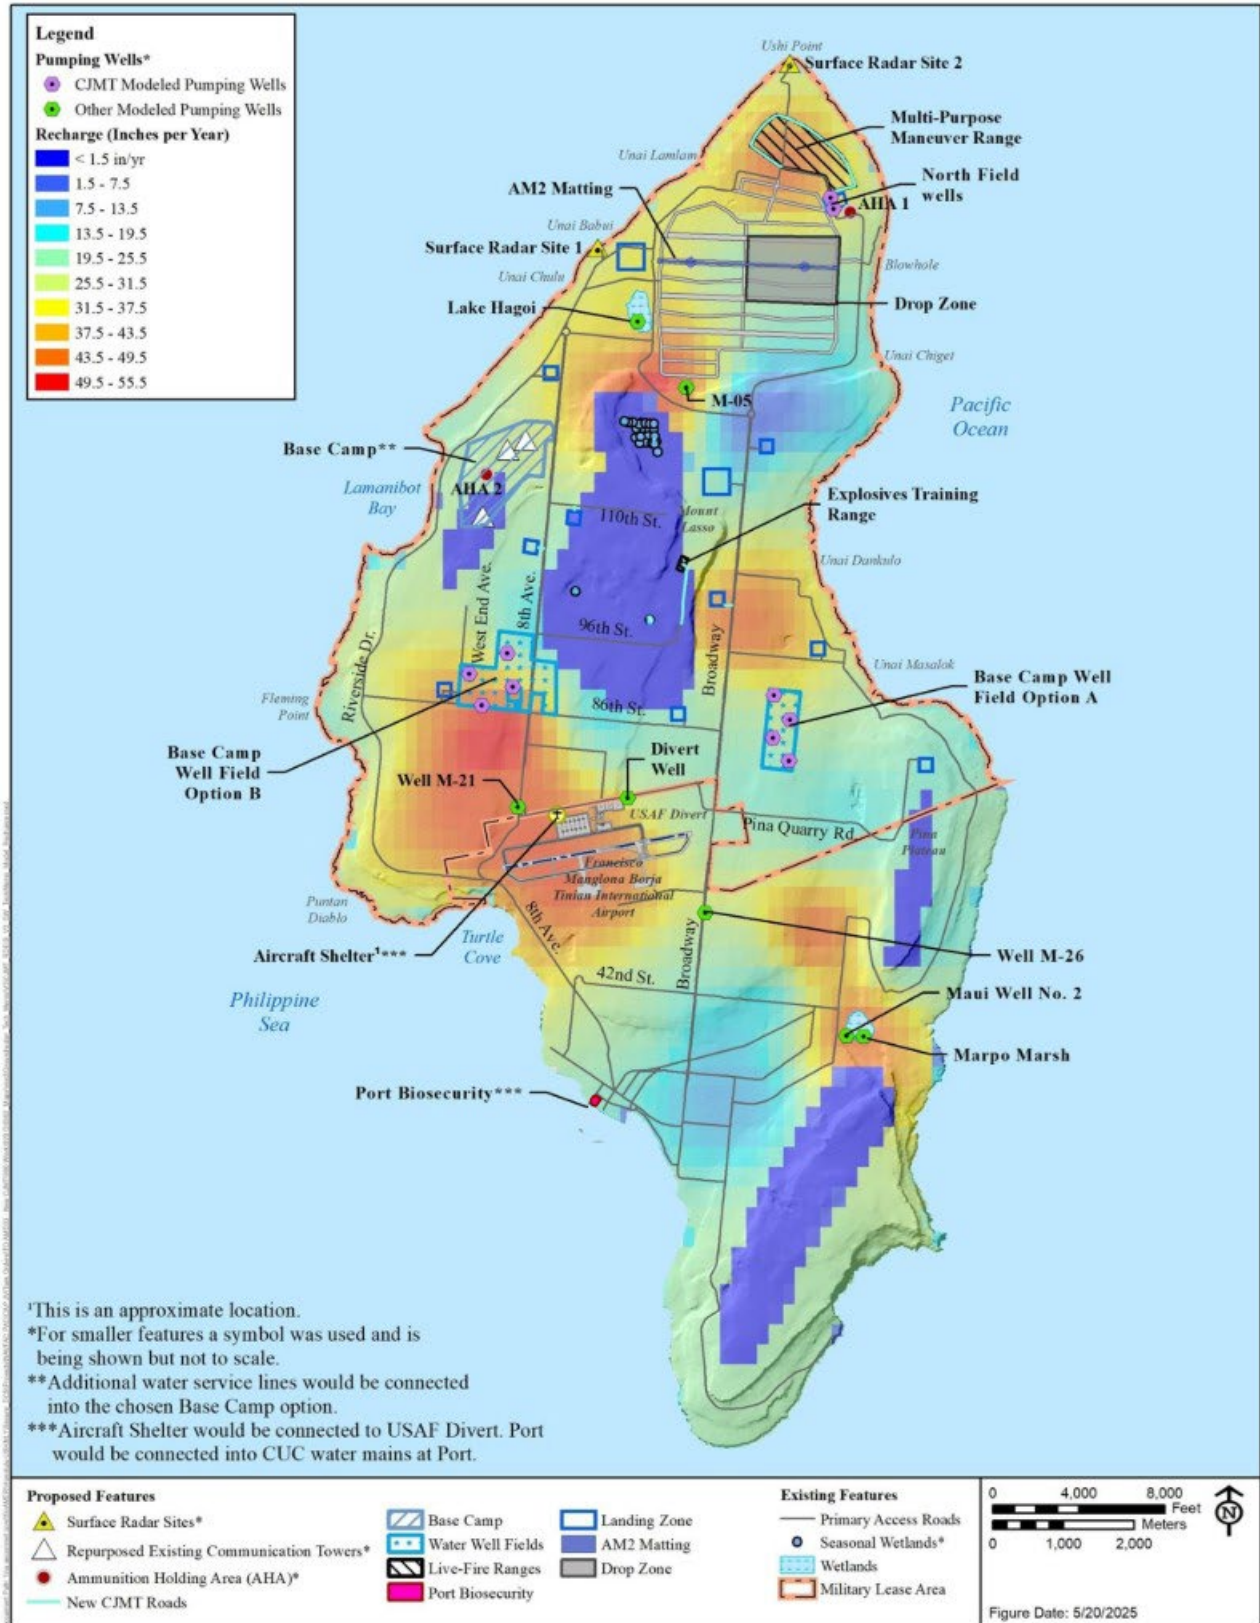 Legend
Pumping Wells*
CJMT Modeled Pumping Wells
Other Modeled Pumping Wells
Recharge (Inches per Year)
< 1.5 in/yr
1.5 - 7.5
7.5 - 13.5
13.5 - 19.5
19.5 - 25.5
25.5 - 31.5
31.5 - 37.5
37.5 - 43.5
43.5 - 49.5
49.5 - 55.5
Ushi Point
Surface Radar Site 2
Multi-Purpose
Maneuver Range
Unai Lamlam
North Field
wells
AM2 Matting
AHA 1
Unai Babui
Surface Radar Site 1
Unai Chulu
Blowhole
Lake Hagoi
Drop Zone
Unai Chiget
M-05
Pacific
Ocean
Base Camp**
AHA 2
Lamanibot
Bay
Explosives Training
Range
110th St.
Mount
Lasso
Unai Dankulo
West End Ave.
8th Ave.
96th St.
Broadway
Riverside Dr.
Unai Masalok
Base Camp Well
Field Option A
Fleming
Point
86th St.
Base Camp
Well Field
Option B
Divert
Well
Well M-21
USAF Divert
Pina Quarry Rd
Pina
Plateau
Francisco
Manglona Borja
Tinian International
Airport
Puntan
Diablo
Turtle
Cove
8th Ave.
Aircraft Shelter¹***
Broadway
Well M-26
42nd St.
Maui Well No. 2
Philippine
Sea
Marpo Marsh
Port Biosecurity***
¹This is an approximate location.
*For smaller features a symbol was used and is
being shown but not to scale.
**Additional water service lines would be connected
into the chosen Base Camp option.
***Aircraft Shelter would be connected to USAF Divert. Port
would be connected into CUC water mains at Port.
Proposed Features
Surface Radar Sites*
Repurposed Existing Communication Towers*
Ammunition Holding Area (AHA)*
New CJMT Roads
Base Camp
Water Well Fields
Live-Fire Ranges
Port Biosecurity
Landing Zone
AM2 Matting
Drop Zone
Existing Features
Primary Access Roads
Seasonal Wetlands*
Wetlands
Military Lease Area
0 4,000 8,000
Feet
Meters
0 1,000 2,000
N
Figure Date: 5/20/2025